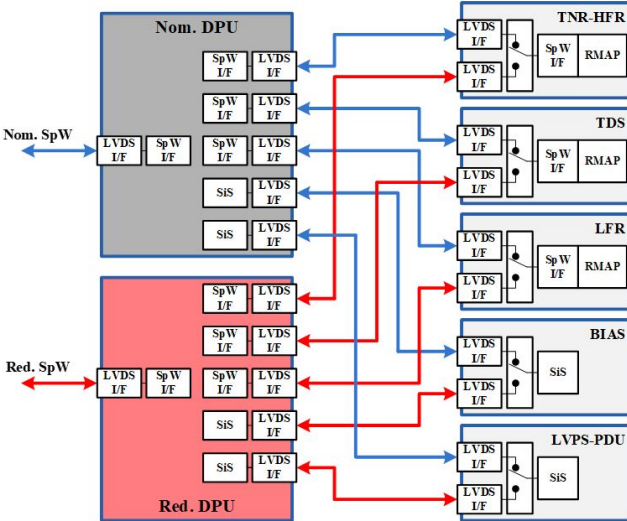 Nom. DPU
SpW LVDS
I/F I/F
SpW LVDS
I/F I/F
Nom. SpW
LVDS SpW
I/F I/F
SpW LVDS
I/F I/F
SiS LVDS
I/F
SiS LVDS
I/F
SpW LVDS
I/F I/F
SpW LVDS
I/F I/F
Red. SpW
LVDS SpW
I/F I/F
SpW LVDS
I/F I/F
SiS LVDS
I/F
SiS LVDS
I/F
Red. DPU
TNR-HFR
LVDS
I/F
LVDS
I/F
SpW
I/F
RMAP
TDS
LVDS
I/F
LVDS
I/F
SpW
I/F
RMAP
LFR
LVDS
I/F
LVDS
I/F
SpW
I/F
RMAP
BIAS
LVDS
I/F
LVDS
I/F
SiS
LVPS-PDU
LVDS
I/F
LVDS
I/F
SiS